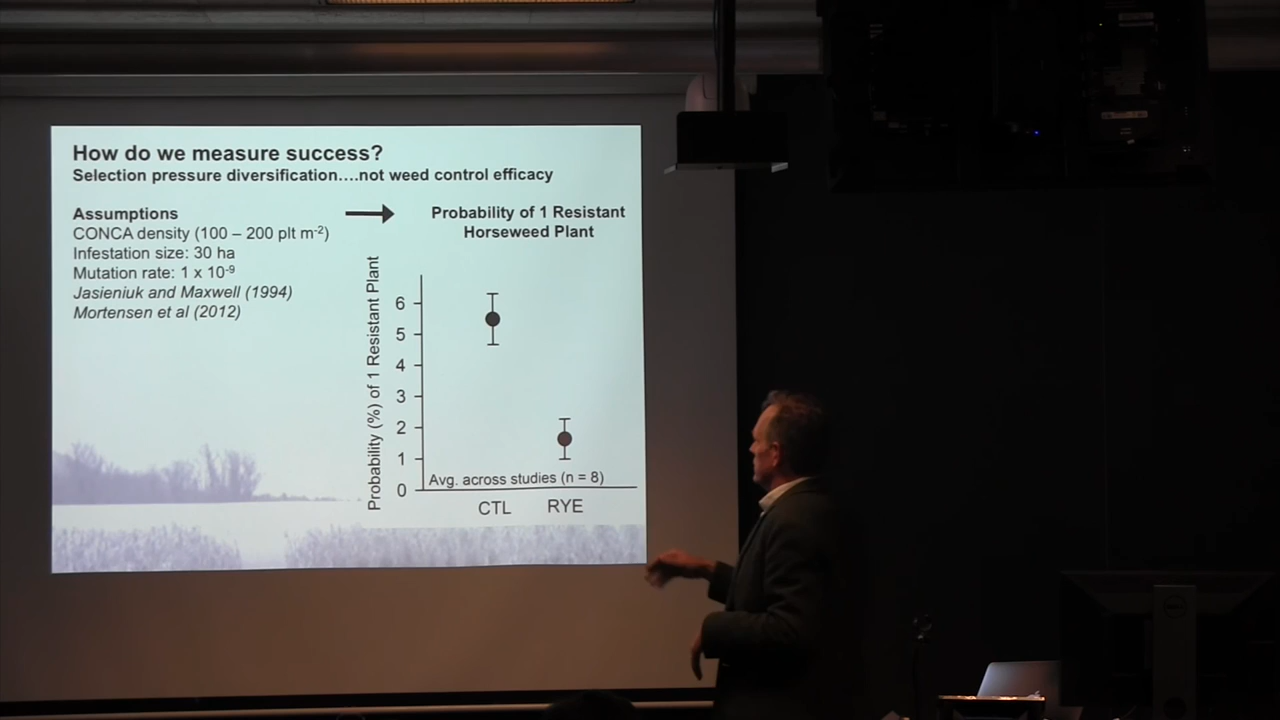 How do we measure success?
Selection pressure diversification....not weed control efficacy
Assumptions
CONCA density (100 – 200 plt m-2)
Infestation size: 30 ha
Mutation rate: 1 x 10-9
Jasieniuk and Maxwell (1994)
Mortensen et al (2012)
Probability of 1 Resistant
Horseweed Plant
Probability (%) of 1 Resistant Plant
6
5
4
3
2
1
0
Avg. across studies (n = 8)
CTL RYE